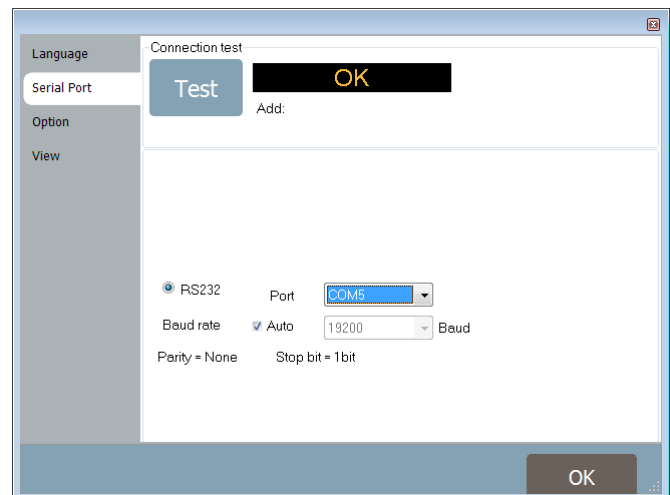 Language
Serial Port
Option
View
Connection test
Test
OK
Add:
RS232
Port
COM5
Baud rate
Auto
19200
Baud
Parity = None
Stop bit = 1bit
OK